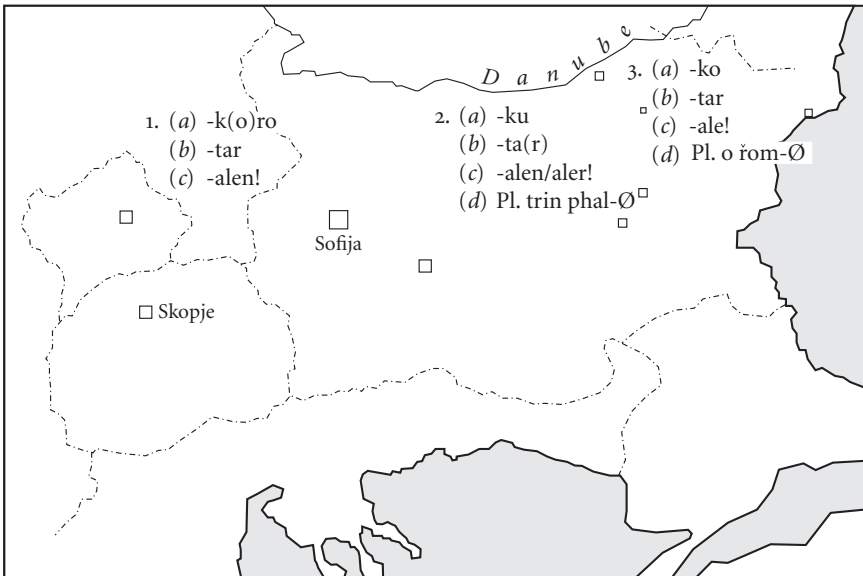 Danube
1. (a) -k(o)ro
(b) -tar
(c) -alen!
2. (a) -ku
(b) -ta(r)
(c) -alen/aler!
(d) Pl. trin phal-Ø
3. (a) -ko
(b) -tar
(c) -ale!
(d) Pl. o řom-Ø
Sofija
Skopje